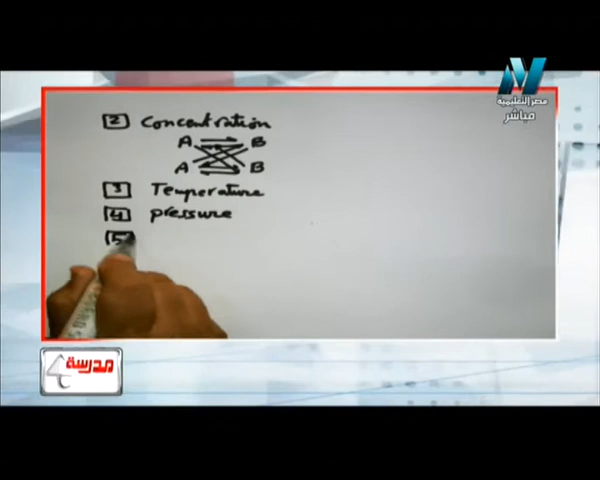 مصر التعليمية
مباشر
[2] Concentration
A B
A B
[3] Temperature
[4] pressure
[5]
مدرسة